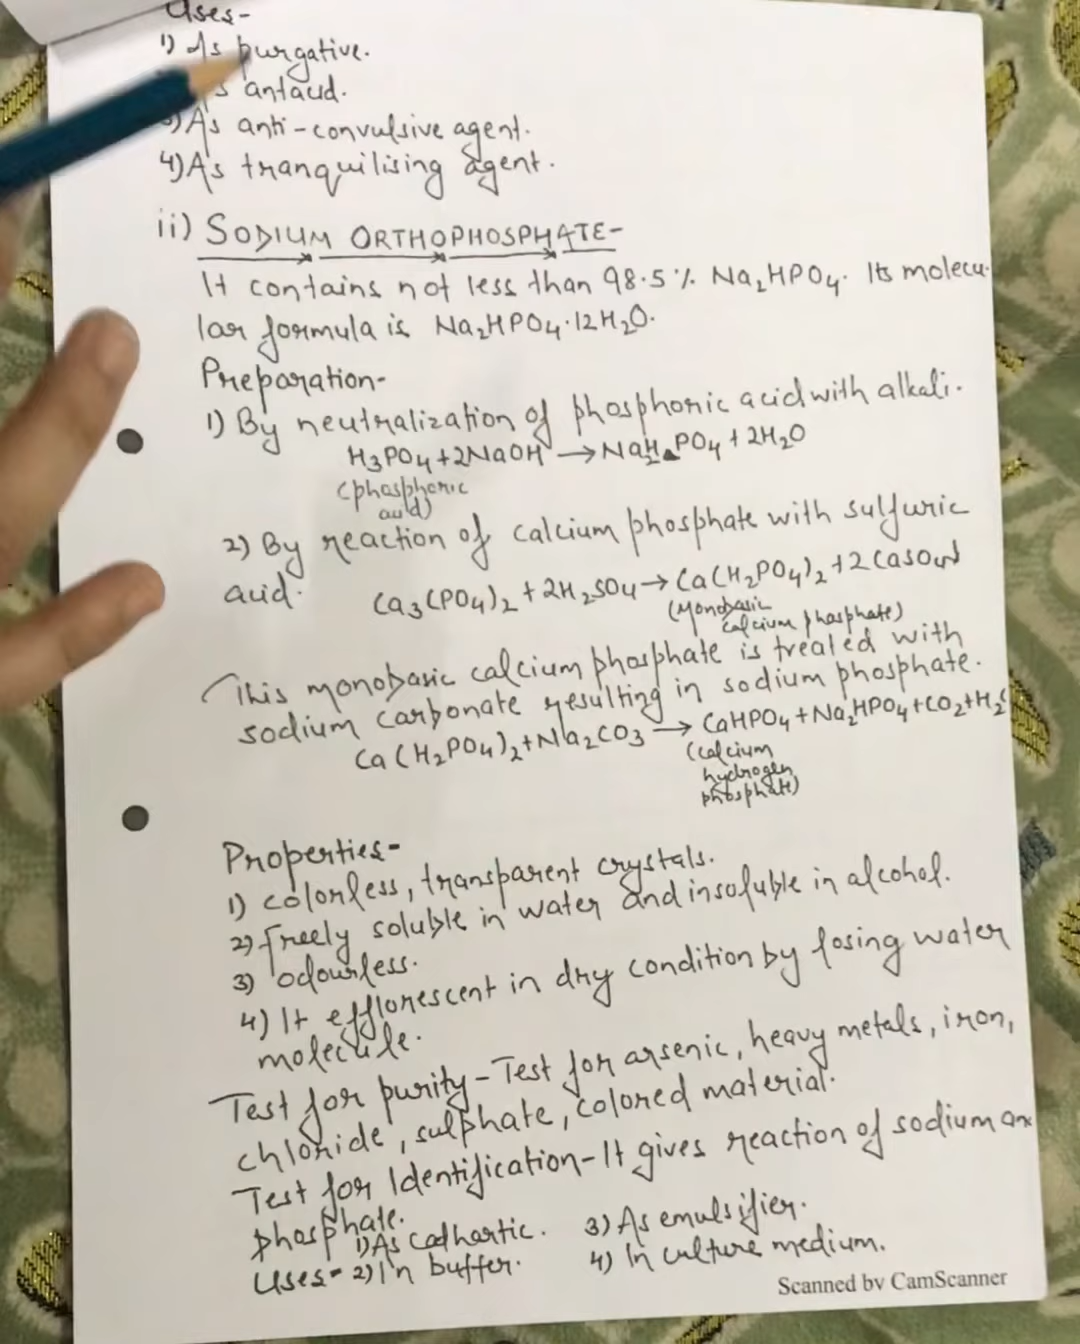 Uses-
1) As purgative.
s antacid.
3) As anti-convulsive agent.
4) As tranquilising agent.
ii) SODIUM ORTHOPHOSPHATE-
It contains not less than 98.5% Na₂HPO₄. Its molecu-
lar formula is Na₂HPO₄·12H₂O.
Preparation-
1) By neutralization of phosphoric acid with alkali.
H₃PO₄+2NaOH → NaH₂PO₄+2H₂O
(phosphoric
acid)
2) By reaction of calcium phosphate with sulfuric
acid.
Ca₃(PO₄)₂+2H₂SO₄→Ca(H₂PO₄)₂+2CaSO₄↓
(Monobasic
calcium phosphate)
This monobasic calcium phosphate is treated with
sodium carbonate resulting in sodium phosphate.
Ca(H₂PO₄)₂+Na₂CO₃ → CaHPO₄+Na₂HPO₄+CO₂+H₂
(calcium
hydrogen
phosphate)
Properties-
1) colorless, transparent crystals.
2) freely soluble in water and insoluble in alcohol.
3) odourless.
4) It efflorescent in dry condition by losing water
molecule.
Test for purity- Test for arsenic, heavy metals, iron,
chloride, sulphate, colored material.
Test for Identification- It gives reaction of sodium an
phosphate.
Uses- 1) As cathartic. 3) As emulsifier.
2) In buffer. 4) In culture medium.
Scanned by CamScanner